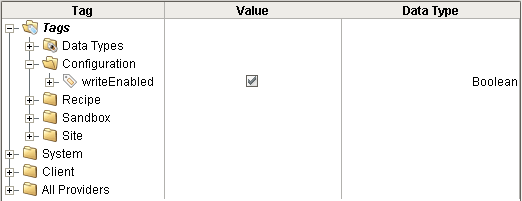 Tag Value Data Type
Tags
Data Types
Configuration
writeEnabled Boolean
Recipe
Sandbox
Site
System
Client
All Providers